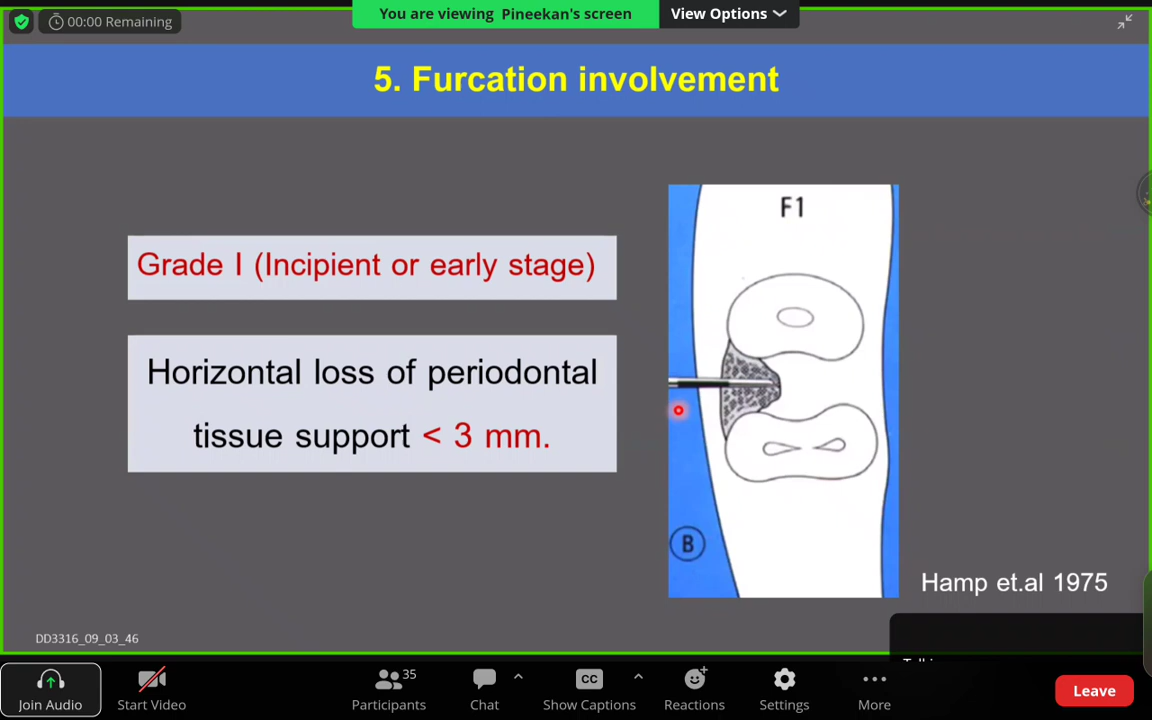 00:00 Remaining
You are viewing Pineekan's screen
View Options
5. Furcation involvement
F1
Grade I (Incipient or early stage)
Horizontal loss of periodontal
tissue support < 3 mm.
B
Hamp et.al 1975
DD3316_09_03_46
35
CC
Join Audio
Start Video
Participants
Chat
Show Captions
Reactions
Settings
More
Leave